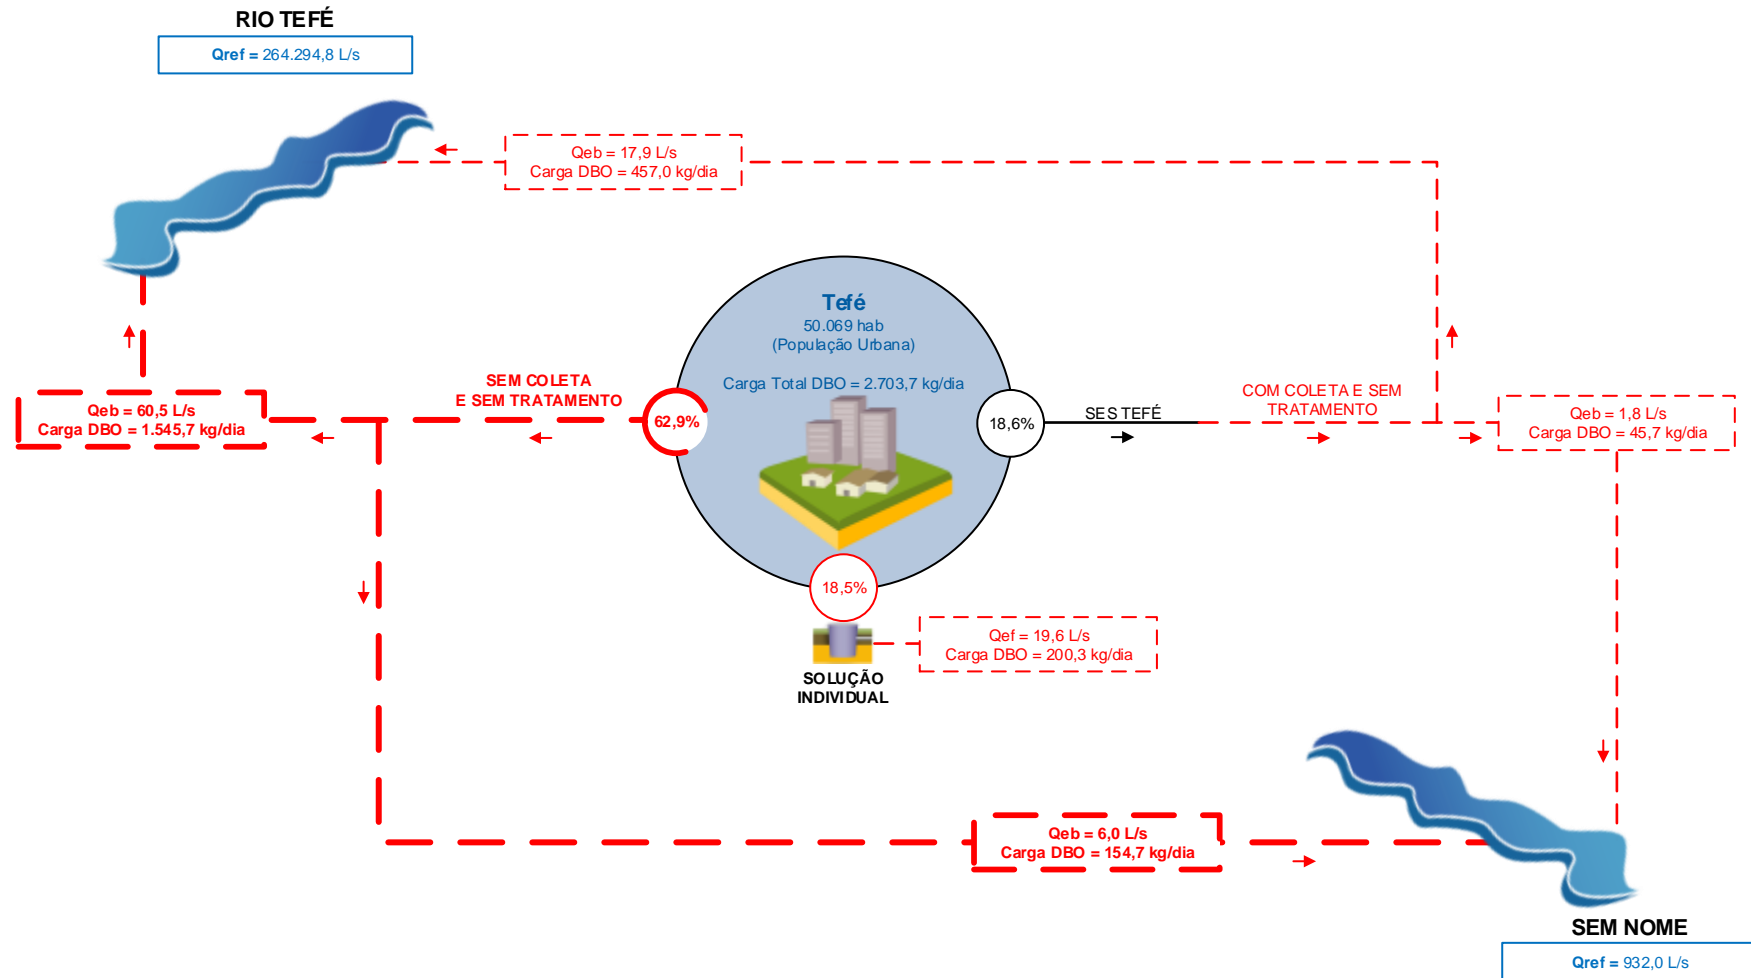 RIO TEFÉ
Qref = 264.294,8 L/s
Qeb = 17,9 L/s
Carga DBO = 457,0 kg/dia
Tefé
50.069 hab
(População Urbana)
Carga Total DBO = 2.703,7 kg/dia
SEM COLETA
E SEM TRATAMENTO
62,9%
Qeb = 60,5 L/s
Carga DBO = 1.545,7 kg/dia
18,6%
SES TEFÉ
COM COLETA E SEM
TRATAMENTO
Qeb = 1,8 L/s
Carga DBO = 45,7 kg/dia
18,5%
Qef = 19,6 L/s
Carga DBO = 200,3 kg/dia
SOLUÇÃO
INDIVIDUAL
Qeb = 6,0 L/s
Carga DBO = 154,7 kg/dia
SEM NOME
Qref = 932,0 L/s